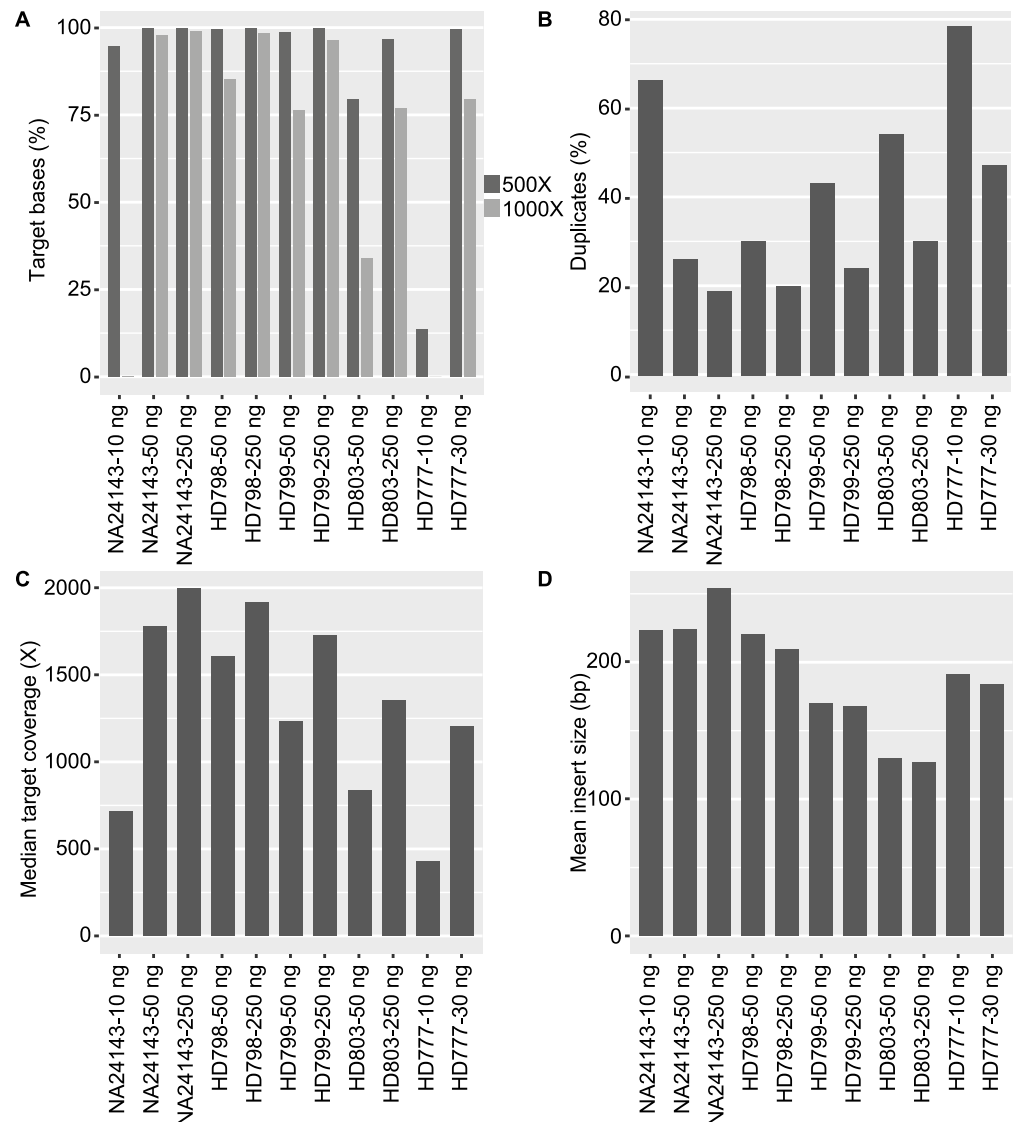 A
Target bases (%)
100
75
50
25
0
500X
1000X
NA24143-10 ng
NA24143-50 ng
NA24143-250 ng
HD798-50 ng
HD798-250 ng
HD799-50 ng
HD799-250 ng
HD803-50 ng
HD803-250 ng
HD777-10 ng
HD777-30 ng
B
Duplicates (%)
80
60
40
20
0
NA24143-10 ng
NA24143-50 ng
NA24143-250 ng
HD798-50 ng
HD798-250 ng
HD799-50 ng
HD799-250 ng
HD803-50 ng
HD803-250 ng
HD777-10 ng
HD777-30 ng
C
Median target coverage (X)
2000
1500
1000
500
0
NA24143-10 ng
NA24143-50 ng
NA24143-250 ng
HD798-50 ng
HD798-250 ng
HD799-50 ng
HD799-250 ng
HD803-50 ng
HD803-250 ng
HD777-10 ng
HD777-30 ng
D
Mean insert size (bp)
200
100
0
NA24143-10 ng
NA24143-50 ng
NA24143-250 ng
HD798-50 ng
HD798-250 ng
HD799-50 ng
HD799-250 ng
HD803-50 ng
HD803-250 ng
HD777-10 ng
HD777-30 ng